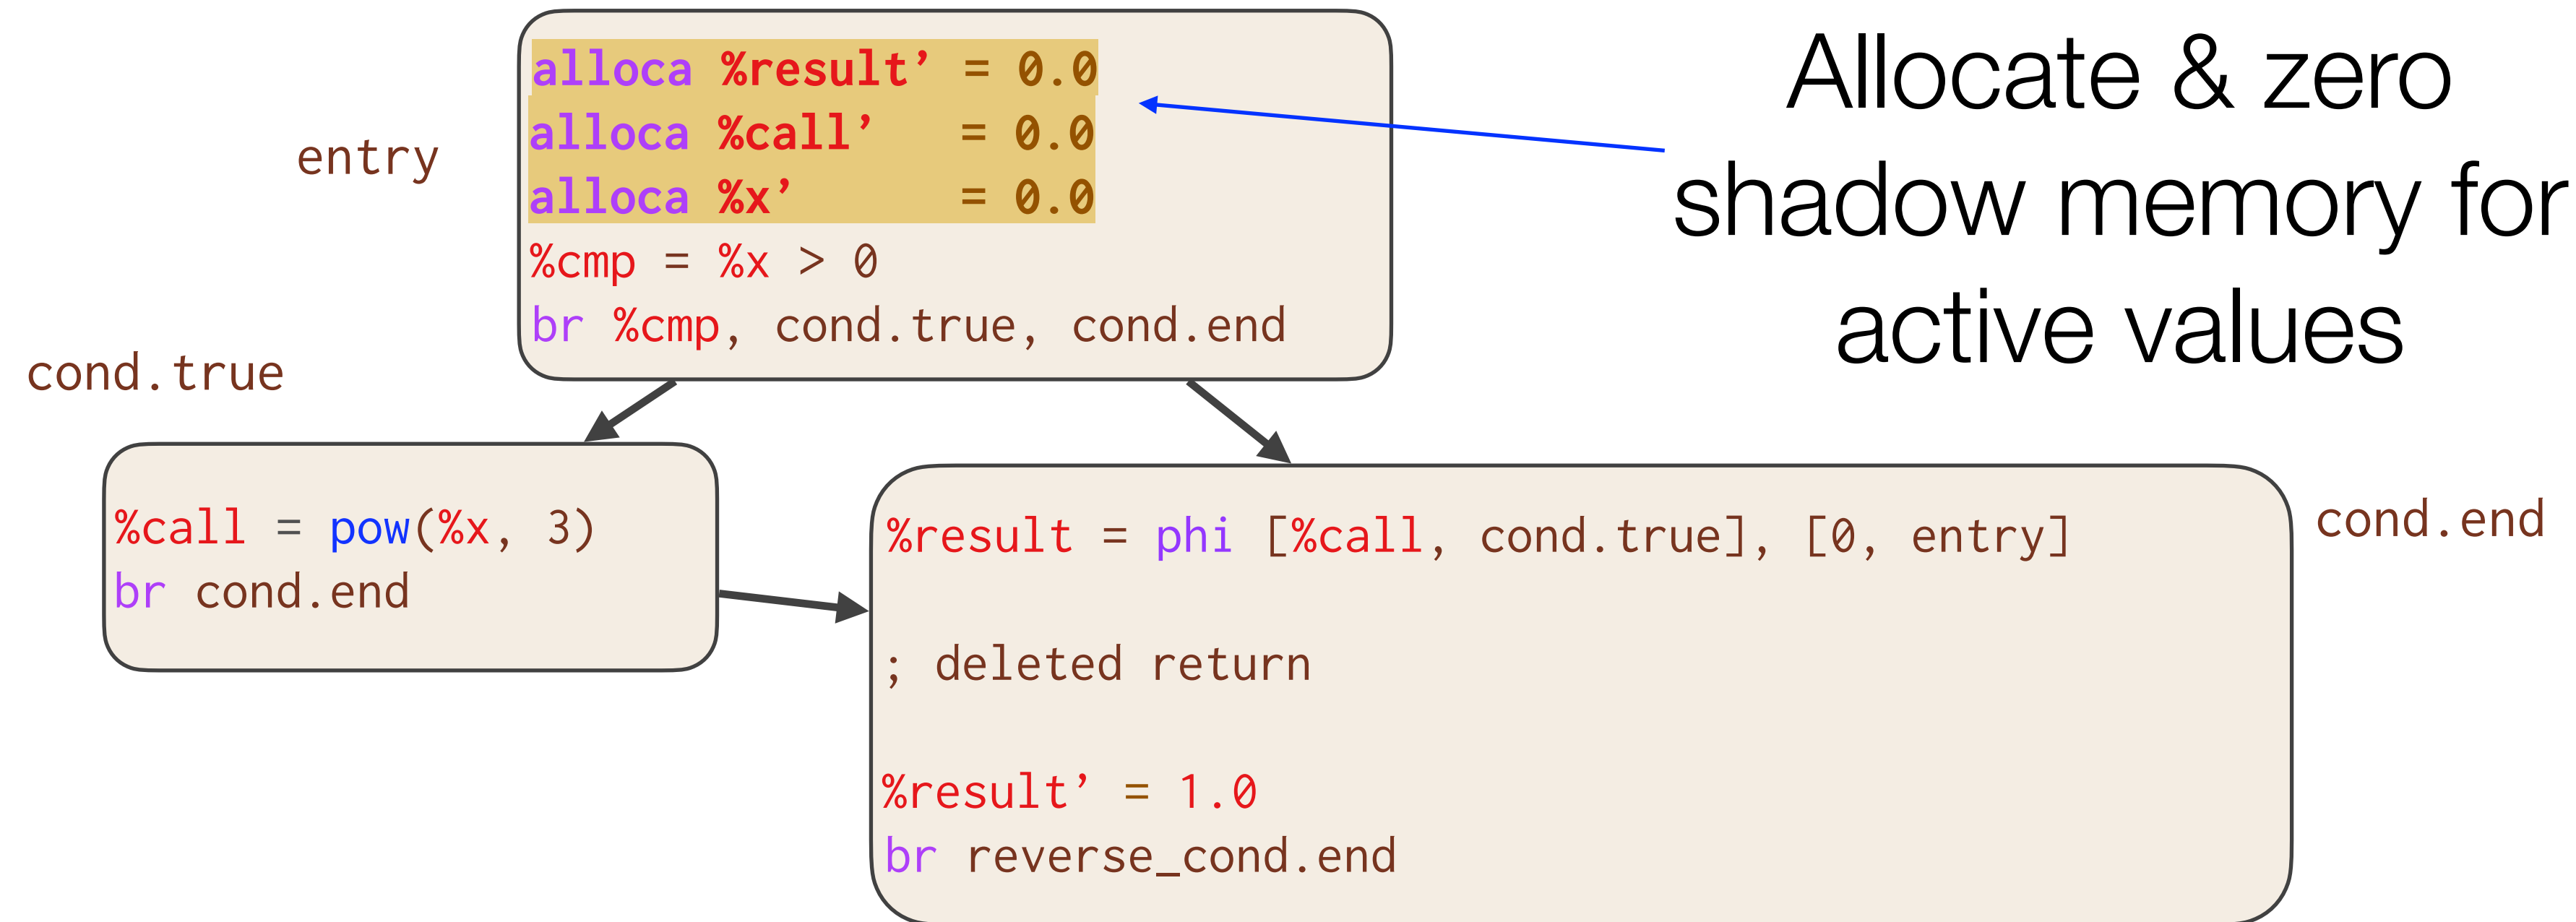 alloca %result’ = 0.0
alloca %call’   = 0.0
alloca %x’      = 0.0
%cmp = %x > 0
br %cmp, cond.true, cond.end
entry
Allocate & zero
shadow memory for
active values
cond.true
%call = pow(%x, 3)
br cond.end
%result = phi [%call, cond.true], [0, entry]
; deleted return
%result’ = 1.0
br reverse_cond.end
cond.end